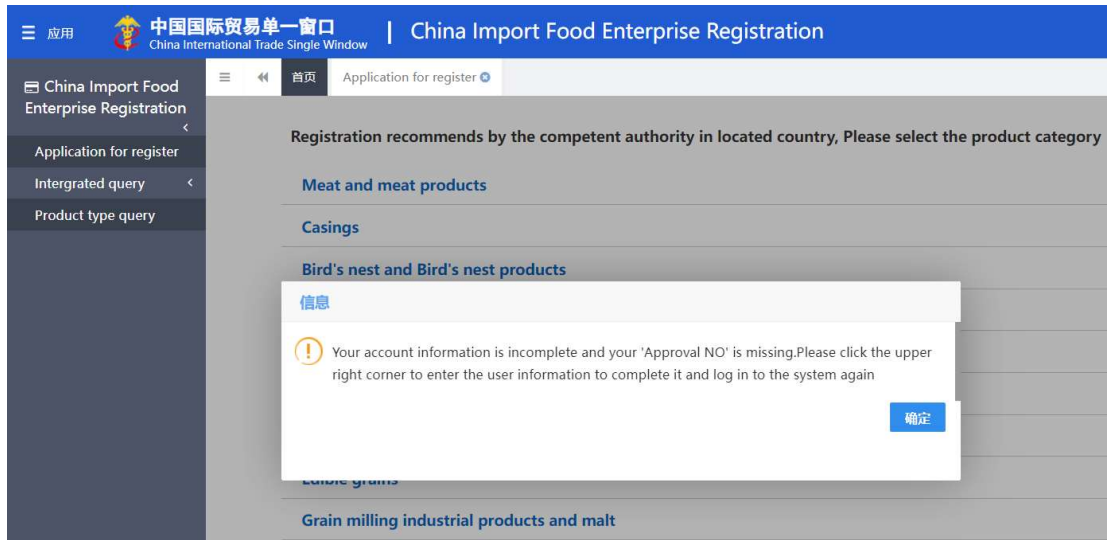 应用
中国国际贸易单一窗口
China International Trade Single Window
China Import Food Enterprise Registration
China Import Food
Enterprise Registration
Application for register
Intergrated query
Product type query
首页
Application for register
Registration recommends by the competent authority in located country, Please select the product category
Meat and meat products
Casings
Bird's nest and Bird's nest products
信息
Your account information is incomplete and your 'Approval NO' is missing.Please click the upper
right corner to enter the user information to complete it and log in to the system again
确定
Edible grains
Grain milling industrial products and malt